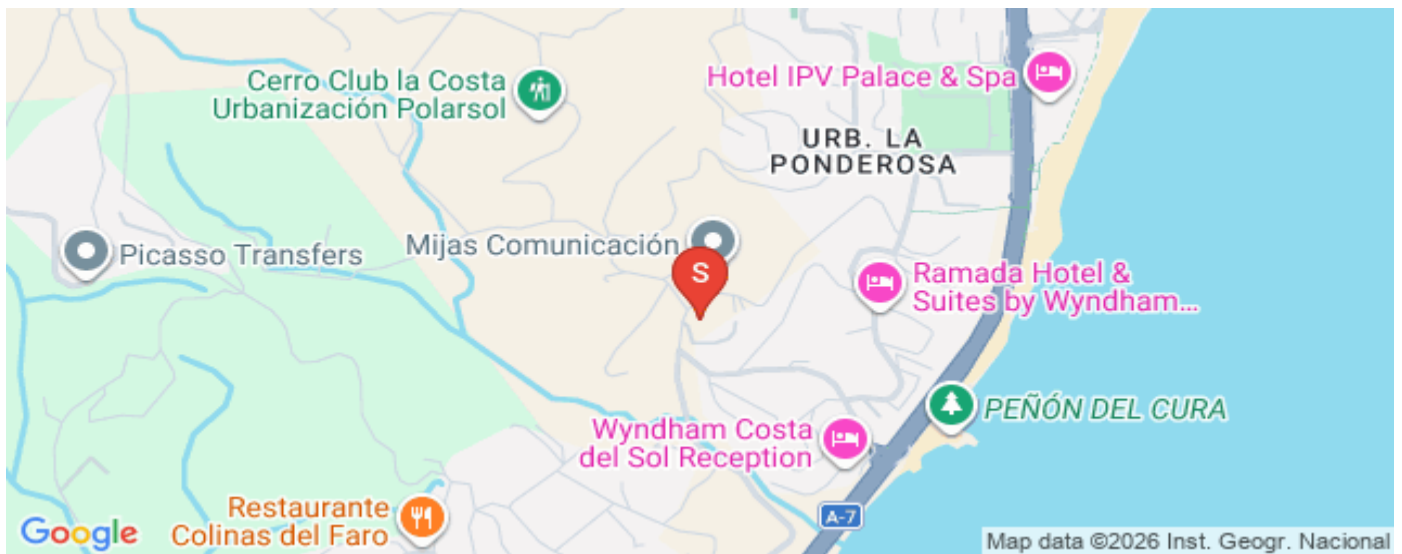 Cerro Club la Costa
Urbanización Polarsol
Hotel IPV Palace & Spa
URB. LA
PONDEROSA
Picasso Transfers
Mijas Comunicación
S
Ramada Hotel &
Suites by Wyndham...
PEÑÓN DEL CURA
Wyndham Costa
del Sol Reception
Restaurante
Colinas del Faro
A-7
Google
Map data ©2026 Inst. Geogr. Nacional